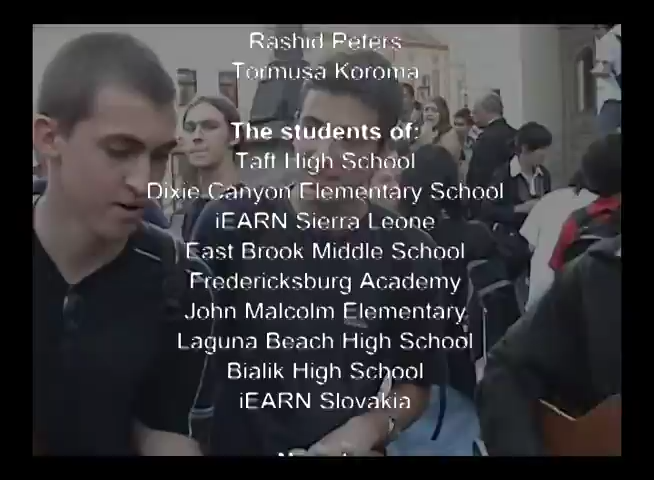 Rashid Peters
Tormusa Koroma
The students of:
Taft High School
Dixie Canyon Elementary School
iEARN Sierra Leone
East Brook Middle School
Fredericksburg Academy
John Malcolm Elementary
Laguna Beach High School
Bialik High School
iEARN Slovakia